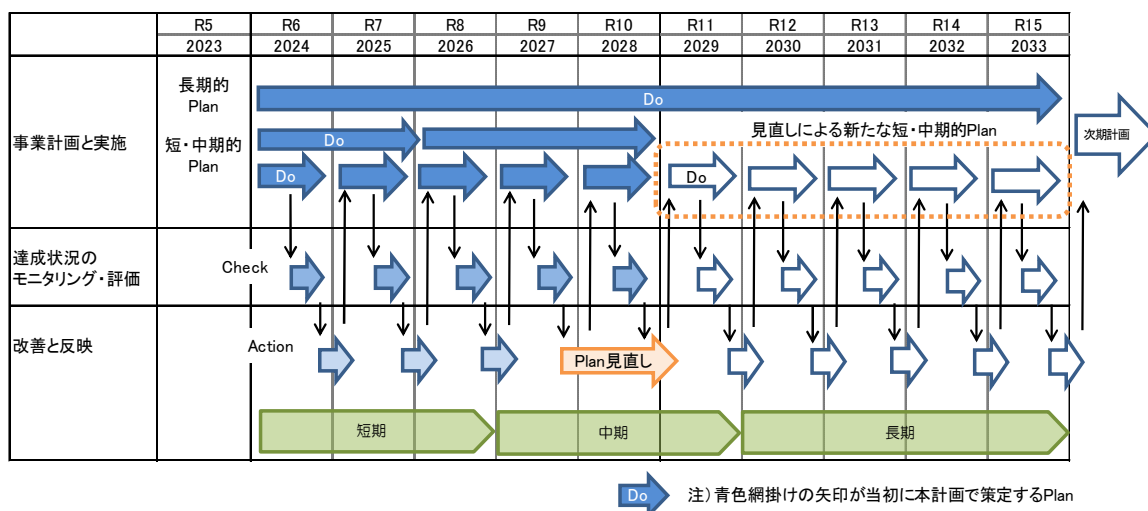 R5 R6 R7 R8 R9 R10 R11 R12 R13 R14 R15
2023 2024 2025 2026 2027 2028 2029 2030 2031 2032 2033
長期的
Plan
Do
事業計画と実施
短・中期的
Plan
Do
見直しによる新たな短・中期的Plan
次期計画
Do
Do
達成状況の
モニタリング・評価
Check
改善と反映
Action
Plan見直し
短期
中期
長期
Do
注)青色網掛けの矢印が当初に本計画で策定するPlan